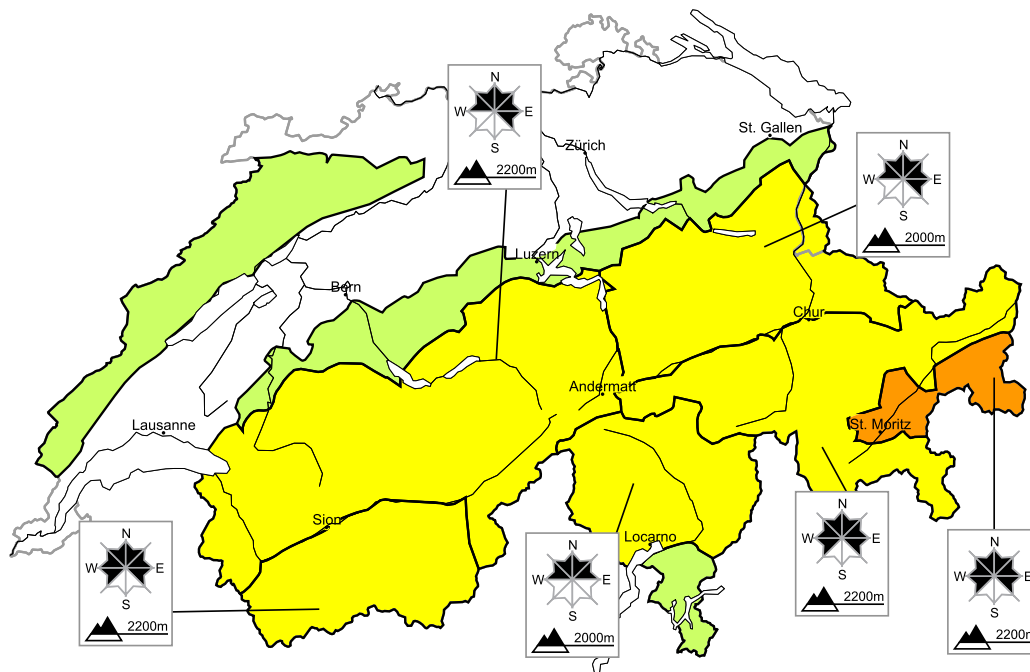 N
W E
S
2200m
St. Gallen
Zürich
N
W E
S
2000m
Luzern
Bern
Chur
Andermatt
St. Moritz
Lausanne
Sion
Locarno
N
W E
S
2200m
N
W E
S
2000m
N
W E
S
2200m
N
W E
S
2200m